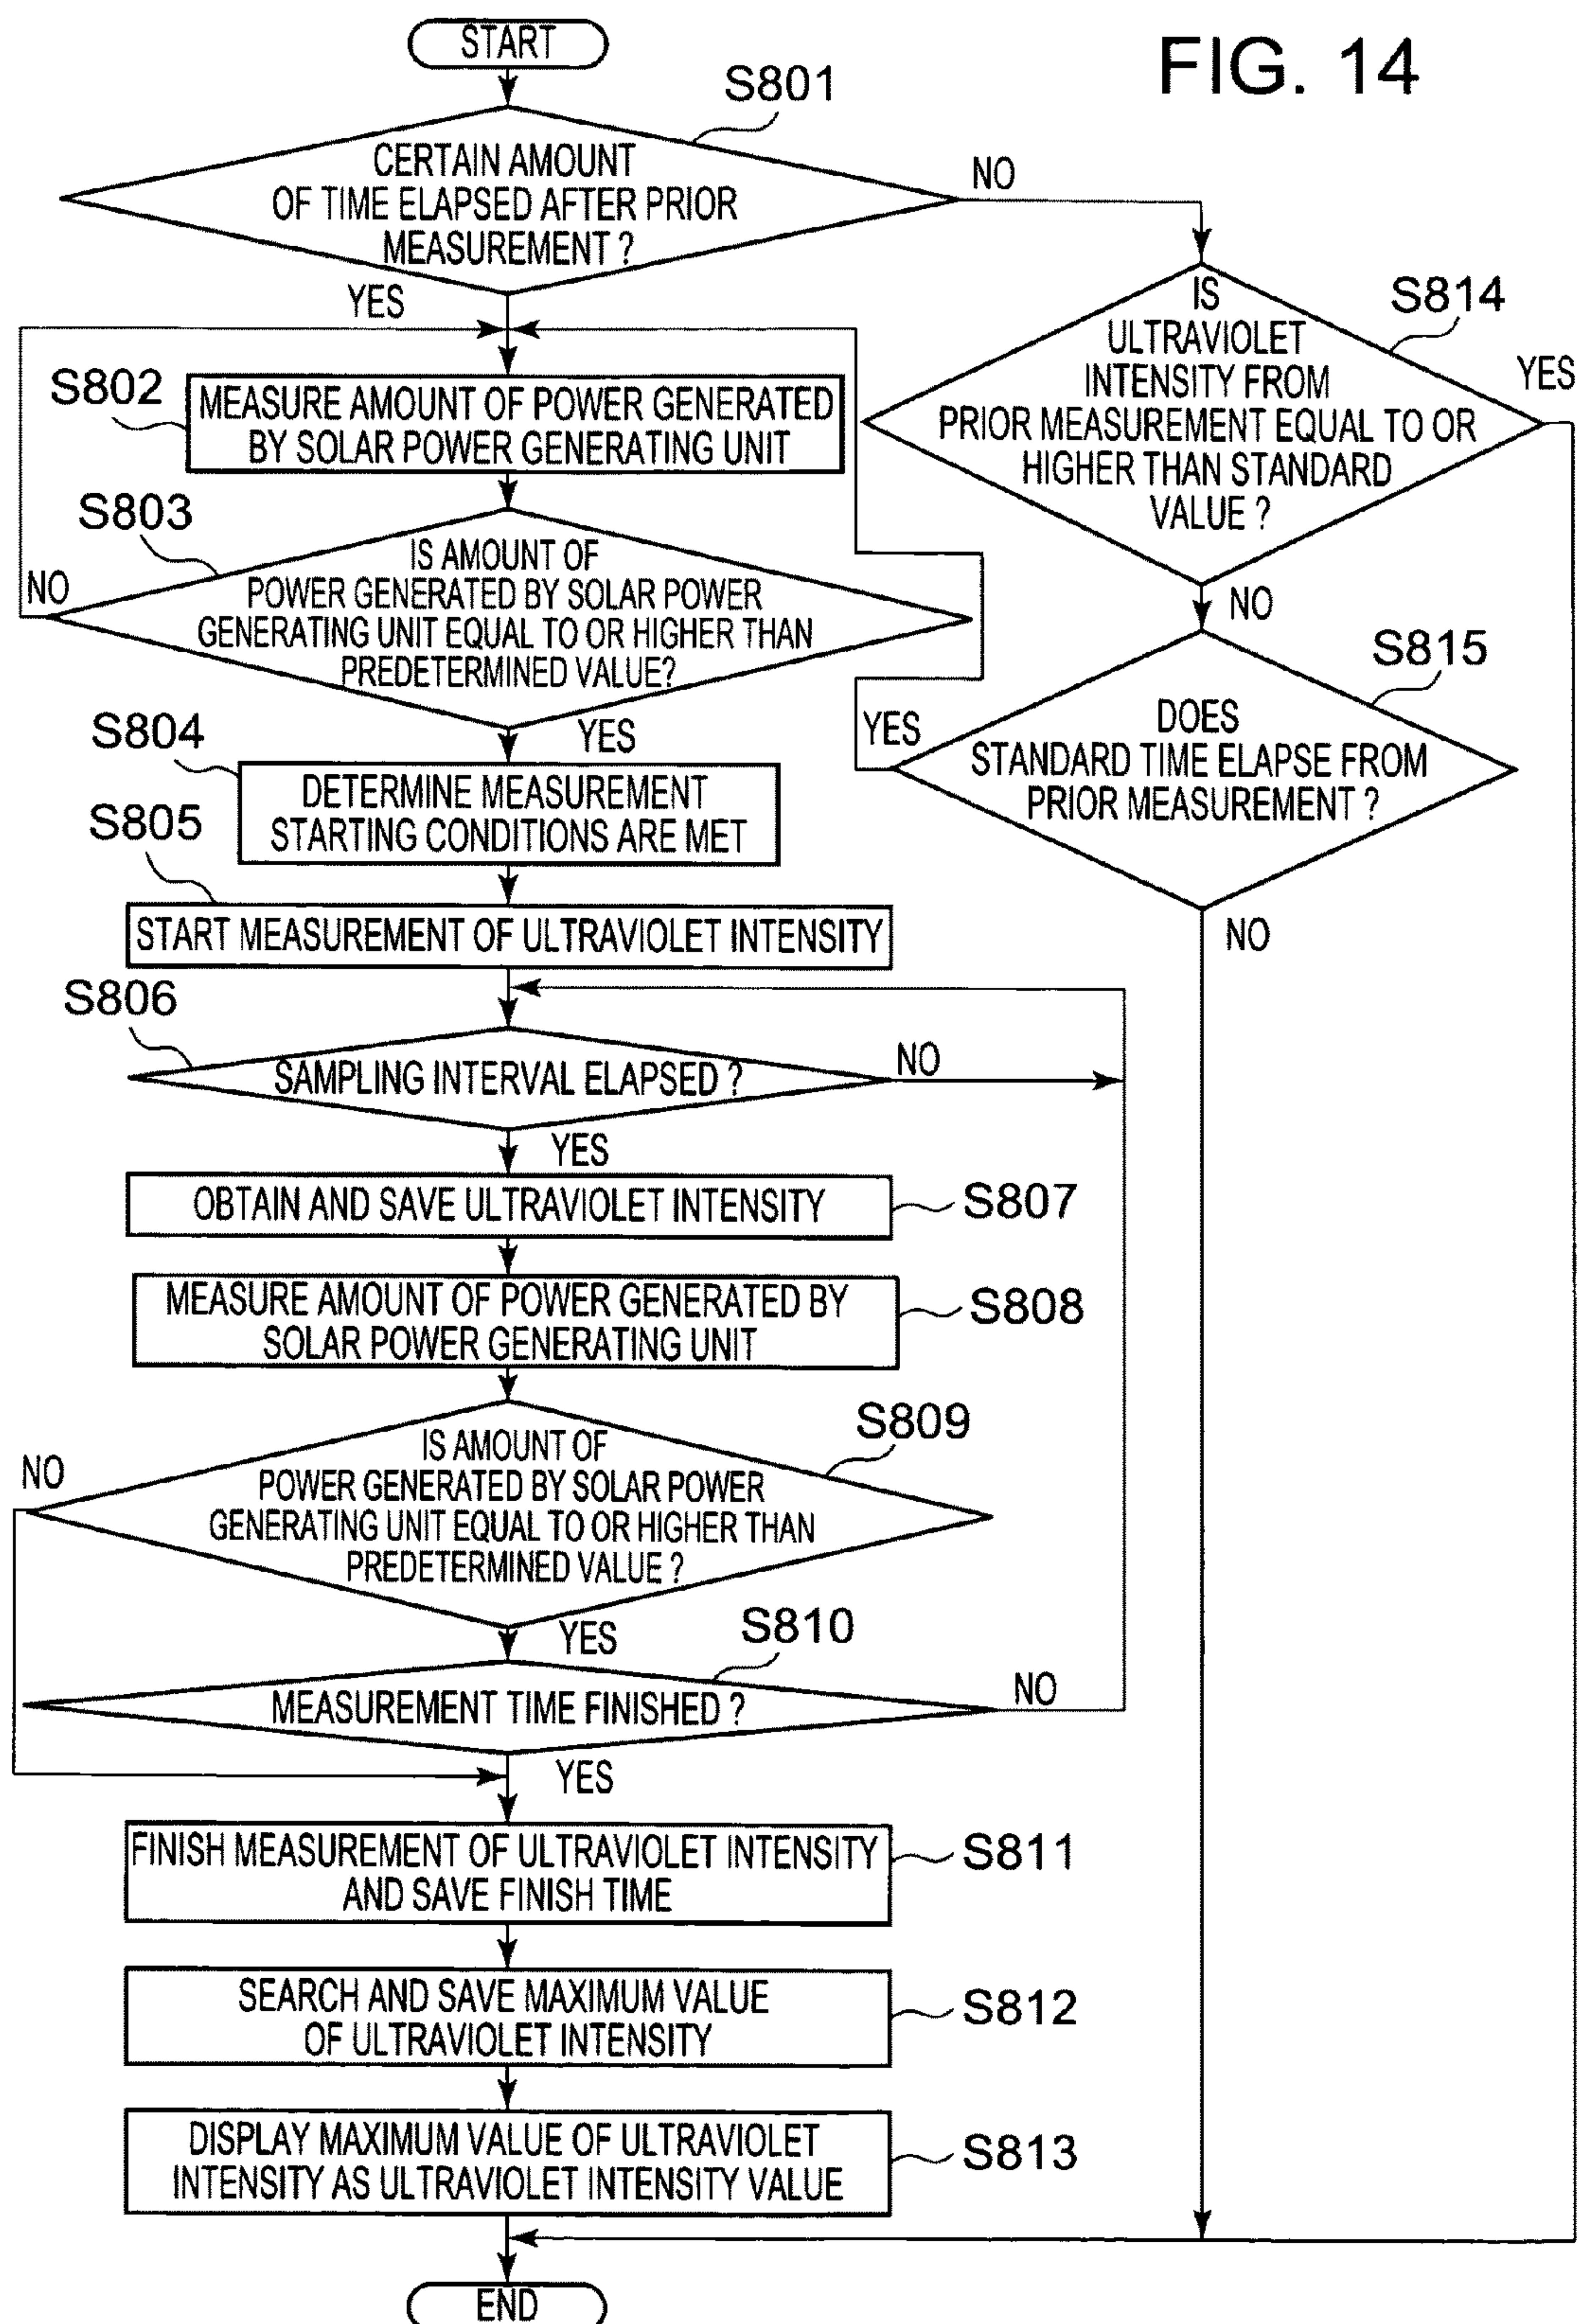 FIG. 14
START
S801
CERTAIN AMOUNT
OF TIME ELAPSED AFTER PRIOR
MEASUREMENT ?
NO
YES
S802
MEASURE AMOUNT OF POWER GENERATED
BY SOLAR POWER GENERATING UNIT
S803
IS AMOUNT OF
POWER GENERATED BY SOLAR POWER
GENERATING UNIT EQUAL TO OR HIGHER THAN
PREDETERMINED VALUE?
NO
YES
S804
DETERMINE MEASUREMENT
STARTING CONDITIONS ARE MET
S805
START MEASUREMENT OF ULTRAVIOLET INTENSITY
S806
SAMPLING INTERVAL ELAPSED ?
NO
YES
OBTAIN AND SAVE ULTRAVIOLET INTENSITY
S807
MEASURE AMOUNT OF POWER GENERATED BY
SOLAR POWER GENERATING UNIT
S808
S809
IS AMOUNT OF
POWER GENERATED BY SOLAR POWER
GENERATING UNIT EQUAL TO OR HIGHER THAN
PREDETERMINED VALUE ?
NO
YES
S810
MEASUREMENT TIME FINISHED ?
NO
YES
FINISH MEASUREMENT OF ULTRAVIOLET INTENSITY
AND SAVE FINISH TIME
S811
SEARCH AND SAVE MAXIMUM VALUE
OF ULTRAVIOLET INTENSITY
S812
DISPLAY MAXIMUM VALUE OF ULTRAVIOLET
INTENSITY AS ULTRAVIOLET INTENSITY VALUE
S813
END
S814
IS
ULTRAVIOLET
INTENSITY FROM
PRIOR MEASUREMENT EQUAL TO OR
HIGHER THAN STANDARD
VALUE ?
YES
NO
S815
DOES
STANDARD TIME ELAPSE FROM
PRIOR MEASUREMENT ?
YES
NO